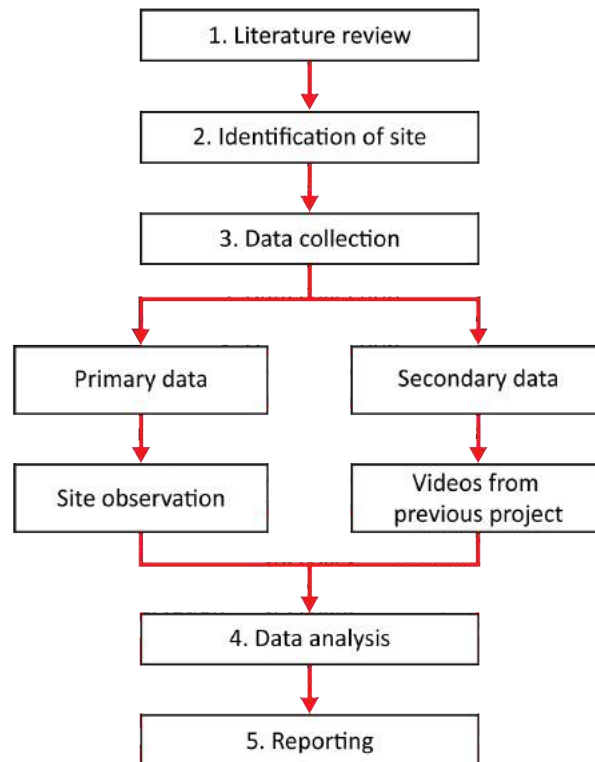 1. Literature review
2. Identification of site
3. Data collection
Primary data
Secondary data
Site observation
Videos from
previous project
4. Data analysis
5. Reporting